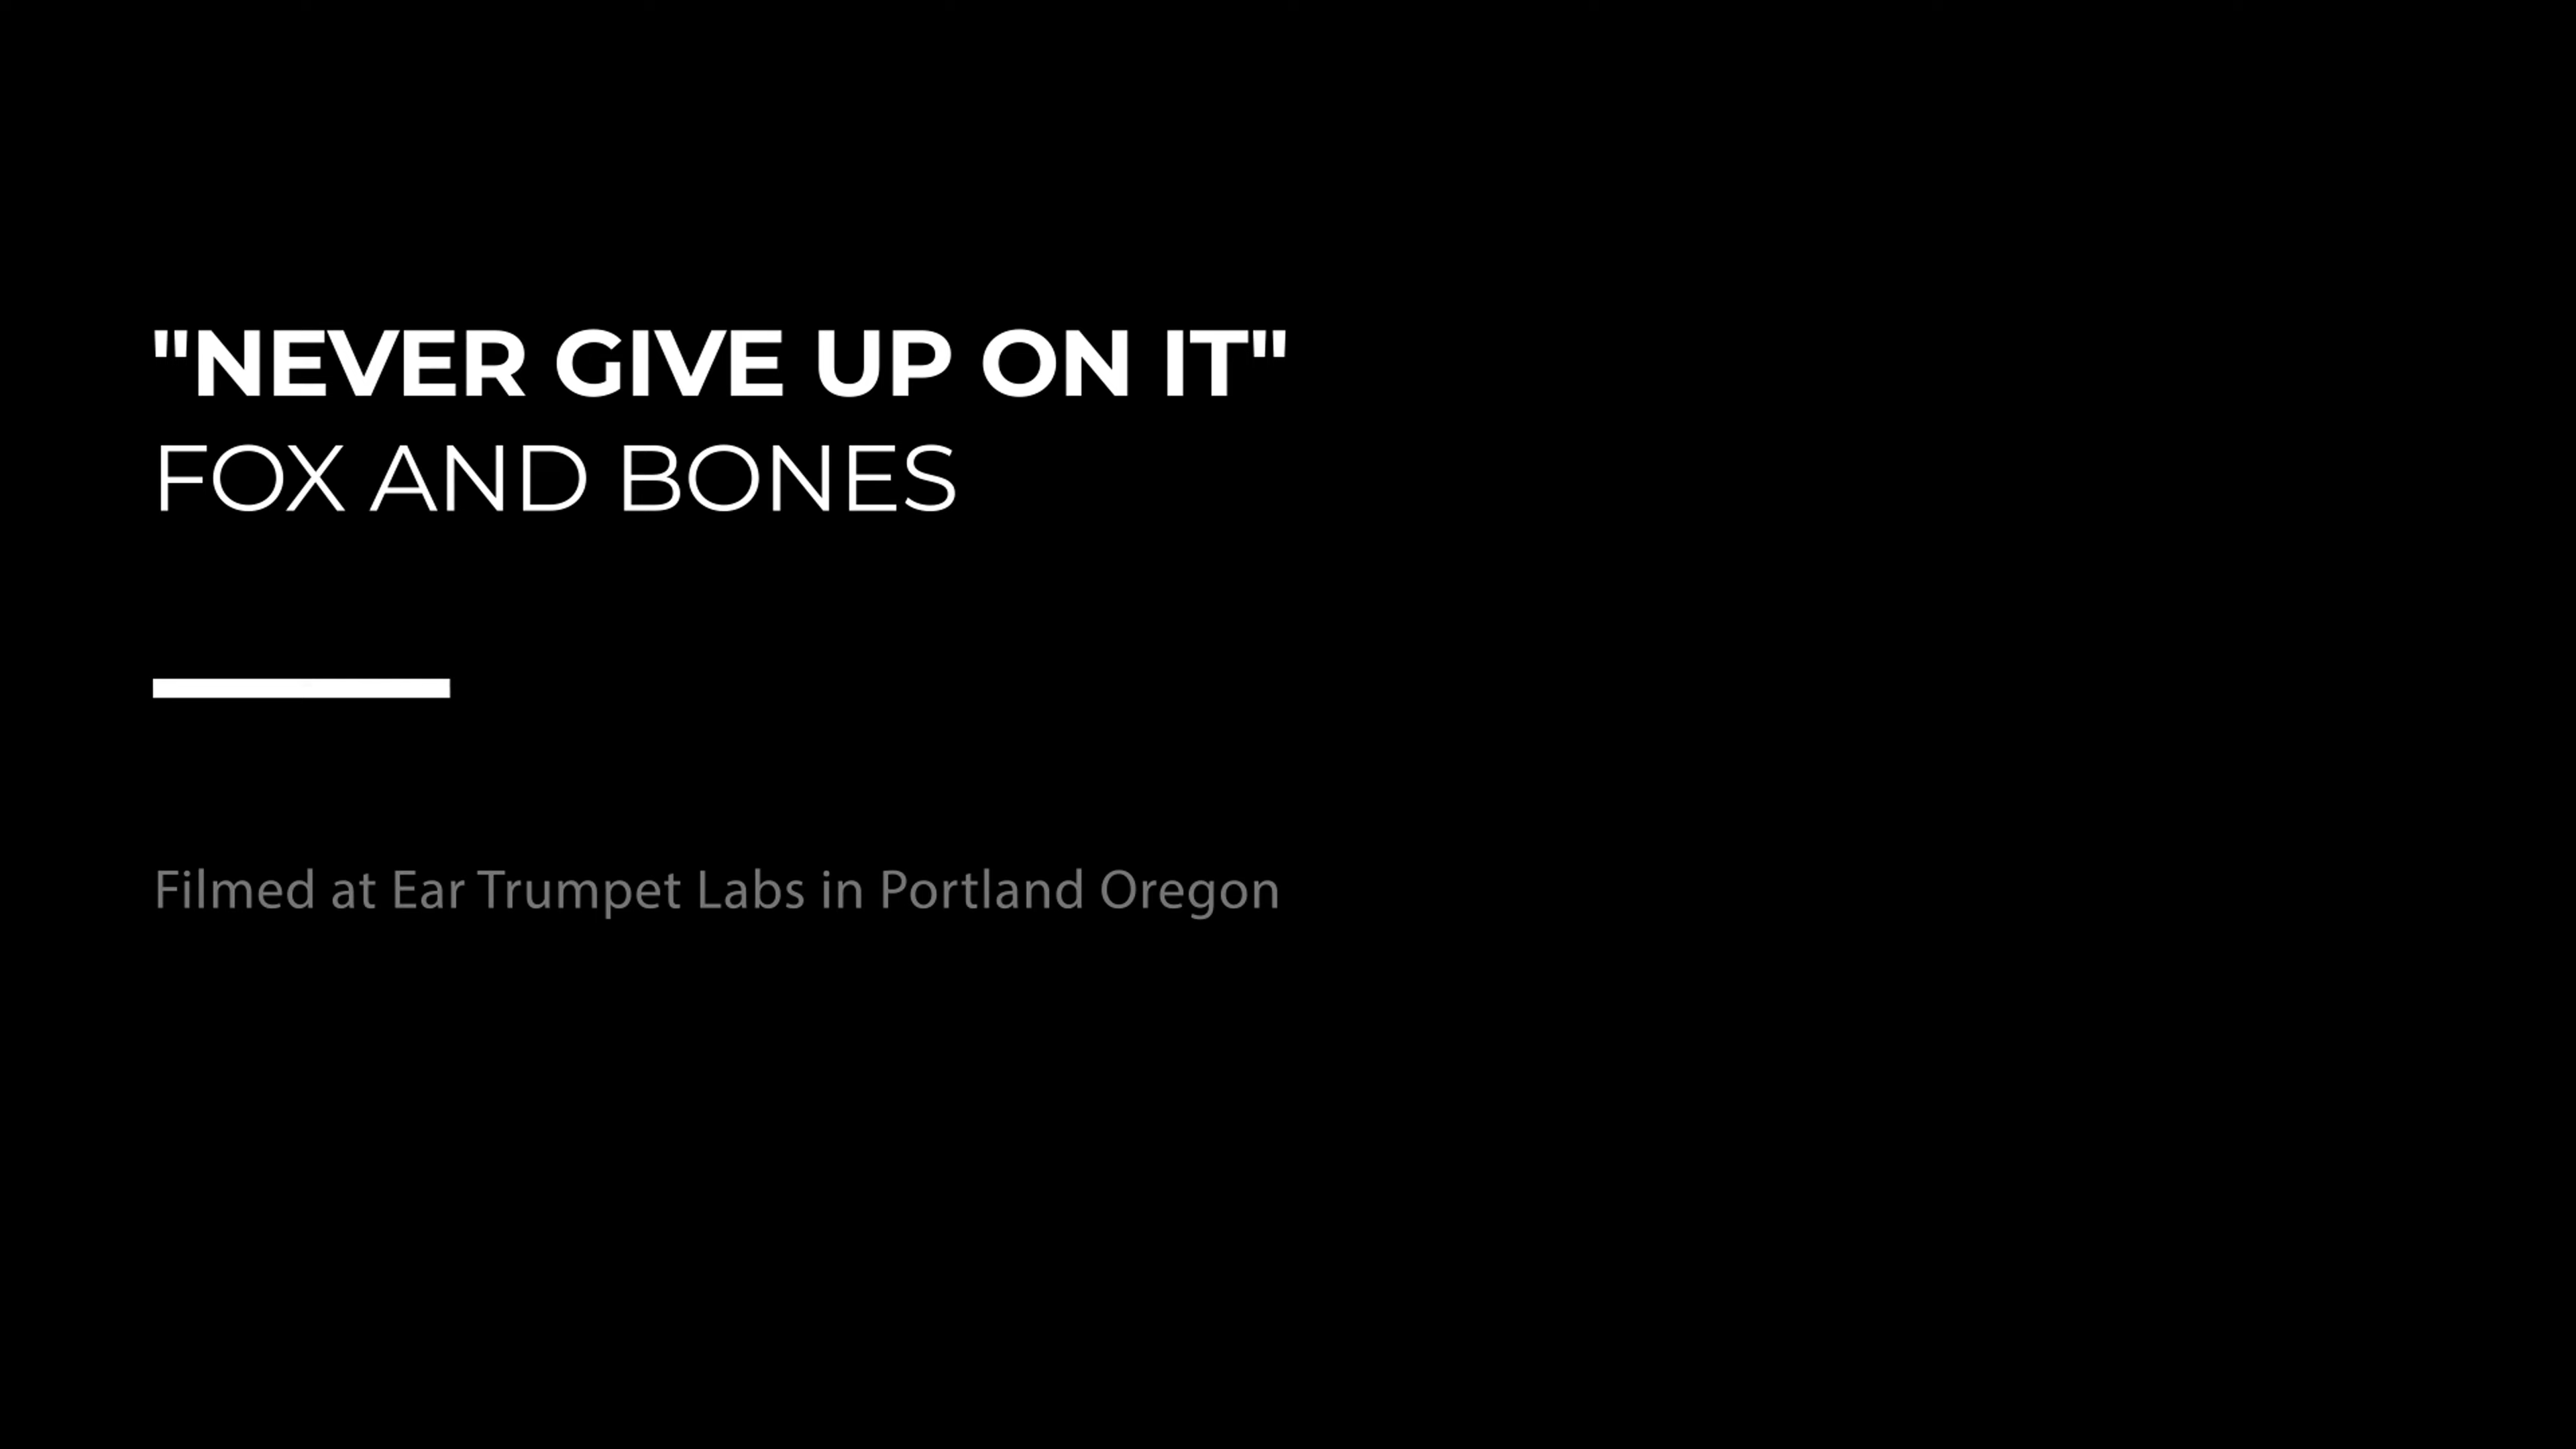 "NEVER GIVE UP ON IT"
FOX AND BONES
Filmed at Ear Trumpet Labs in Portland Oregon